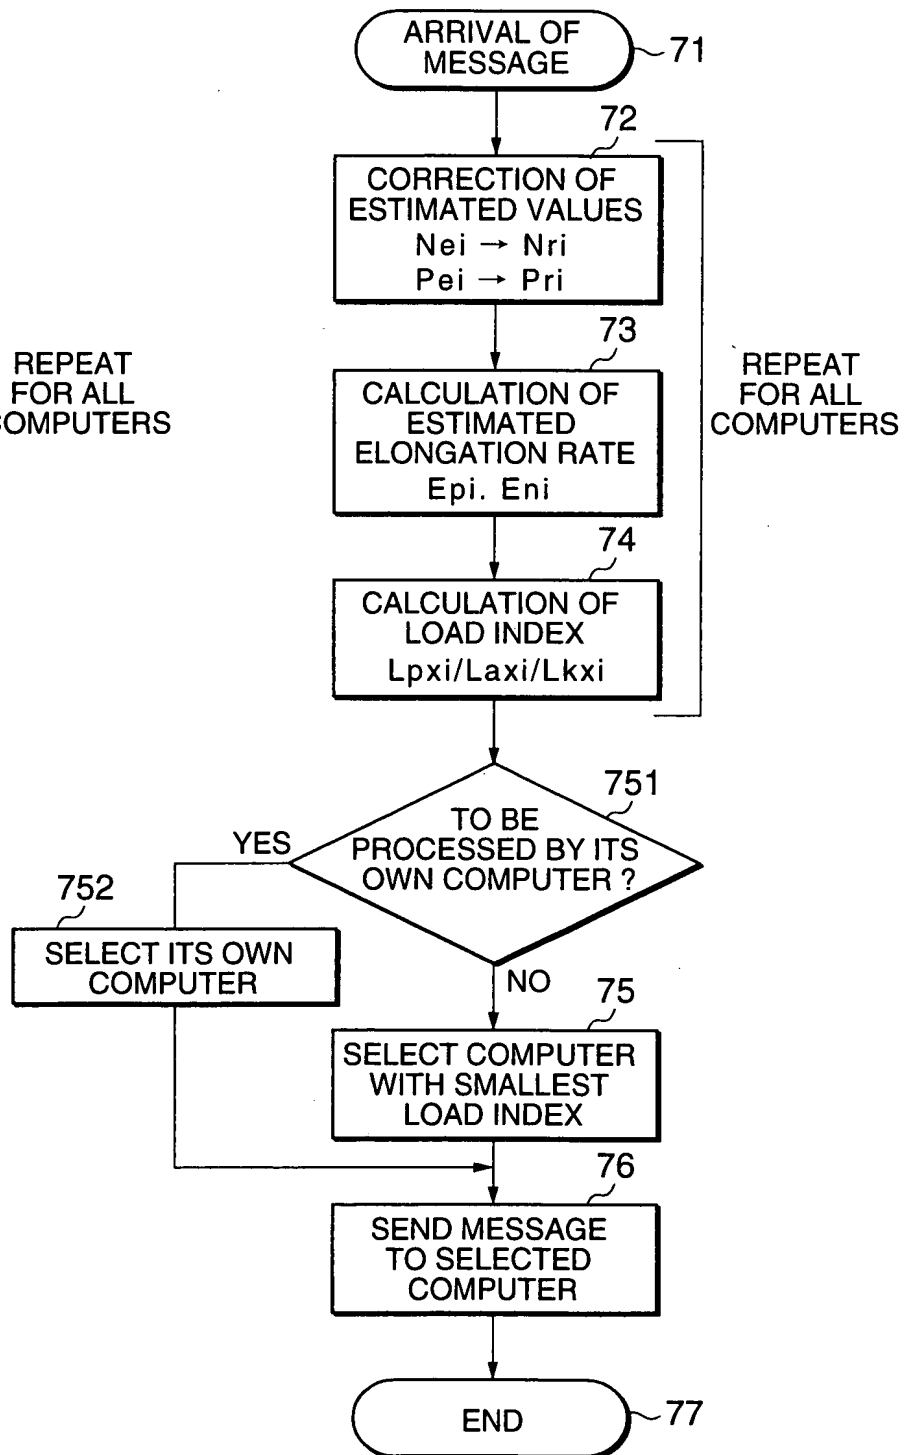 ARRIVAL OF
MESSAGE
71
72
CORRECTION OF
ESTIMATED VALUES
Nei → Nri
Pei → Pri
73
REPEAT
FOR ALL
COMPUTERS
CALCULATION OF
ESTIMATED
ELONGATION RATE
Epi. Eni
REPEAT
FOR ALL
COMPUTERS
74
CALCULATION OF
LOAD INDEX
Lpxi/Laxi/Lkxi
751
TO BE
PROCESSED BY ITS
OWN COMPUTER ?
YES
752
SELECT ITS OWN
COMPUTER
NO
75
SELECT COMPUTER
WITH SMALLEST
LOAD INDEX
76
SEND MESSAGE
TO SELECTED
COMPUTER
END
77